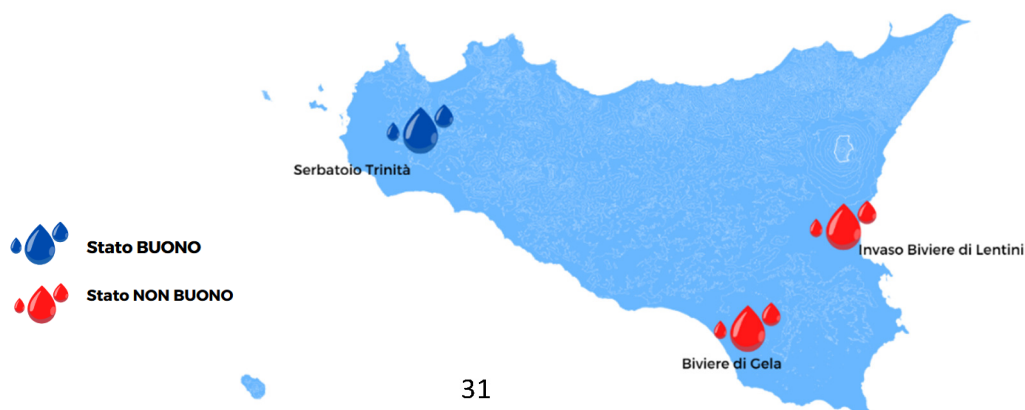 Serbatoio Trinità
Stato BUONO
Invaso Biviere di Lentini
Stato NON BUONO
Biviere di Gela
31